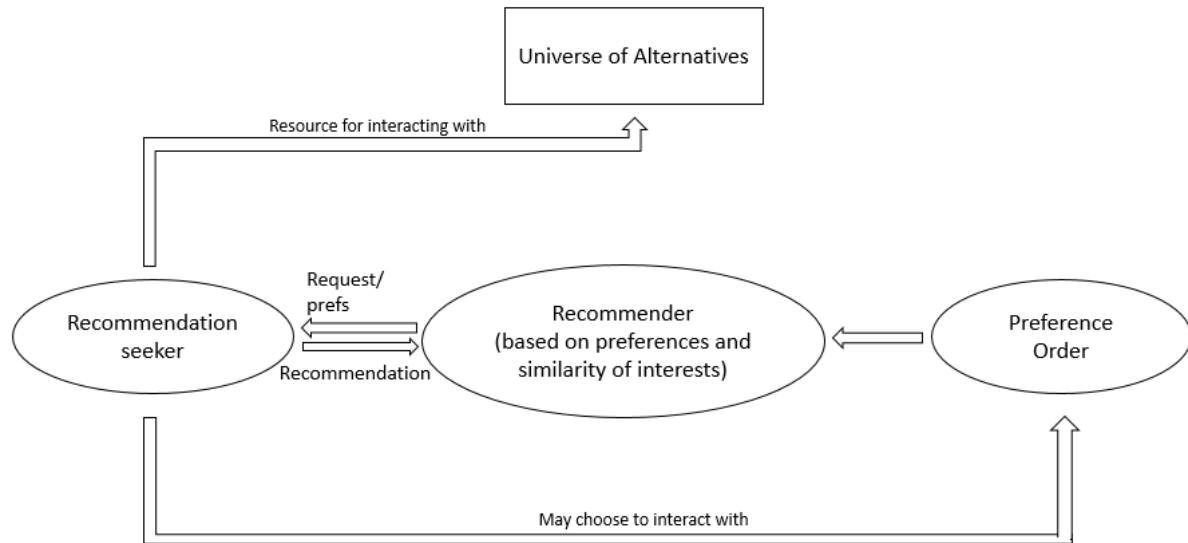 Universe of Alternatives
Resource for interacting with
Recommendation
seeker
Request/
prefs
Recommendation
Recommender
(based on preferences and
similarity of interests)
Preference
Order
May choose to interact with